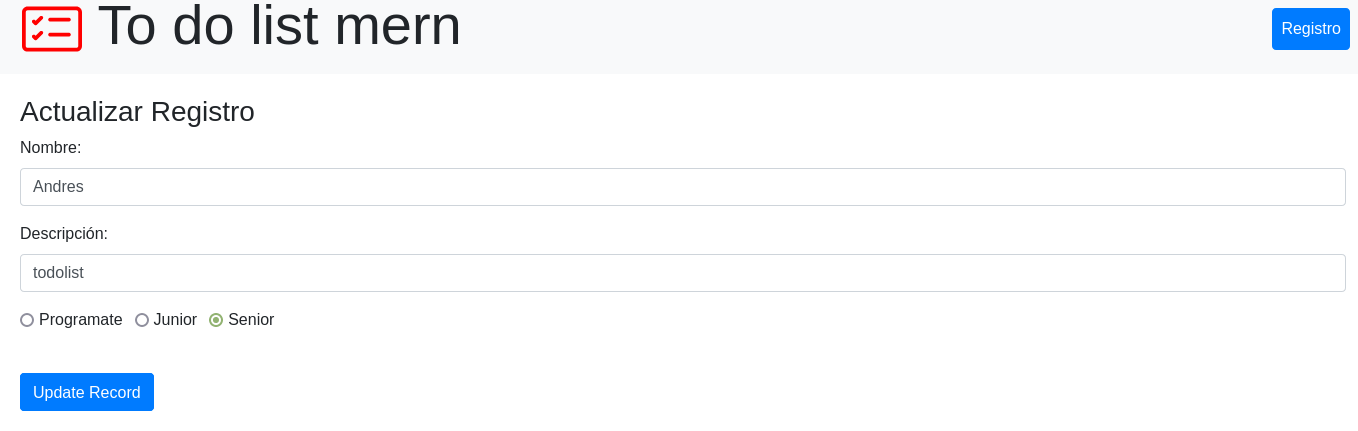 To do list mern
Registro
Actualizar Registro
Nombre:
Andres
Descripción:
todolist
Programate Junior Senior
Update Record